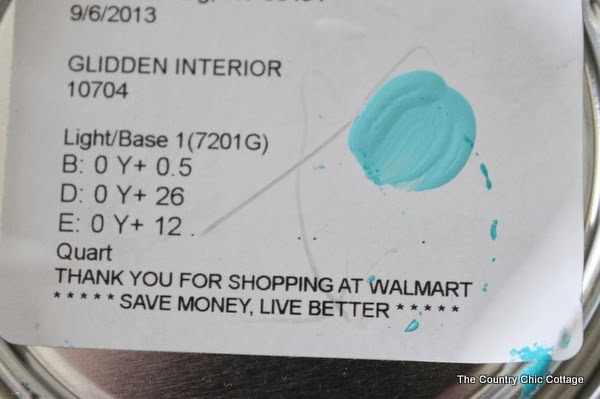 9/6/2013
GLIDDEN INTERIOR
10704
Light/Base 1(7201G)
B: 0 Y+ 0.5
D: 0 Y+ 26
E: 0 Y+ 12 .
Quart
THANK YOU FOR SHOPPING AT WALMART
* * * * * SAVE MONEY, LIVE BETTER * * * * *
The Country Chic Cottage